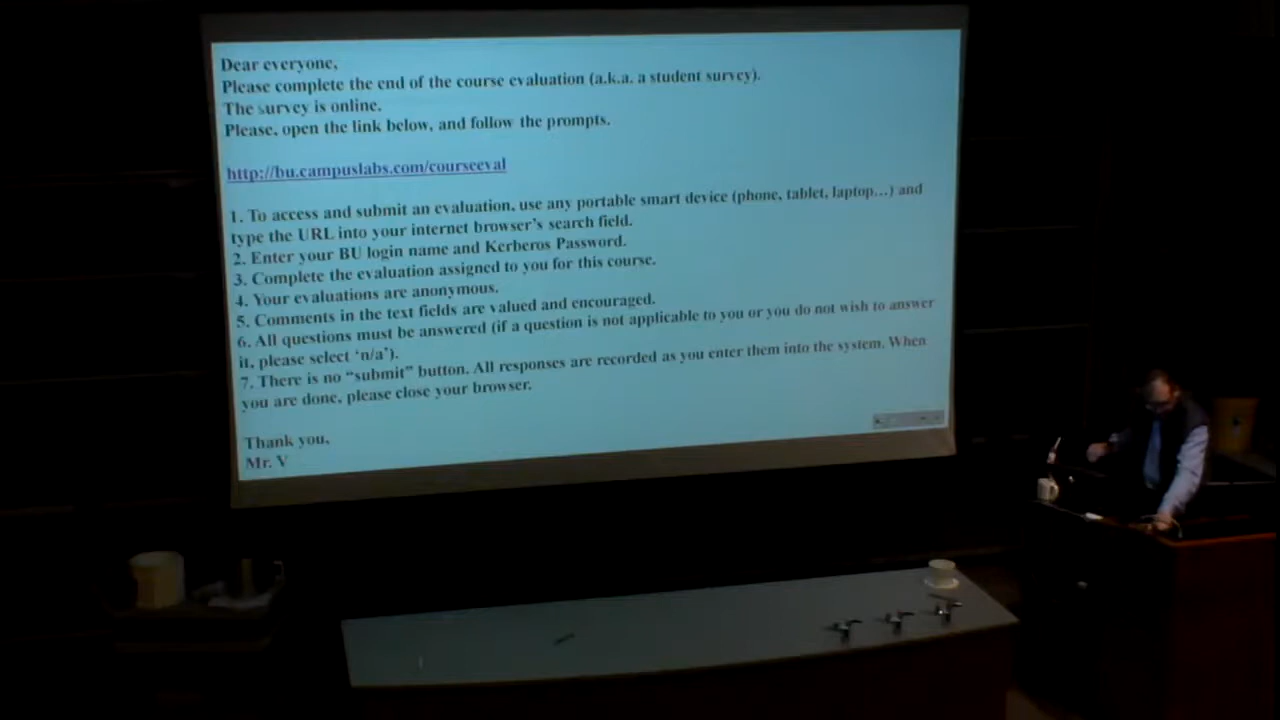 Dear everyone,
Please complete the end of the course evaluation (a.k.a. a student survey).
The survey is online.
Please, open the link below, and follow the prompts.
http://bu.campuslabs.com/courseeval
1. To access and submit an evaluation, use any portable smart device (phone, tablet, laptop…) and
type the URL into your internet browser’s search field.
2. Enter your BU login name and Kerberos Password.
3. Complete the evaluation assigned to you for this course.
4. Your evaluations are anonymous.
5. Comments in the text fields are valued and encouraged.
6. All questions must be answered (if a question is not applicable to you or you do not wish to answer
it, please select ‘n/a’).
7. There is no “submit” button. All responses are recorded as you enter them into the system. When
you are done, please close your browser.
Thank you,
Mr. V